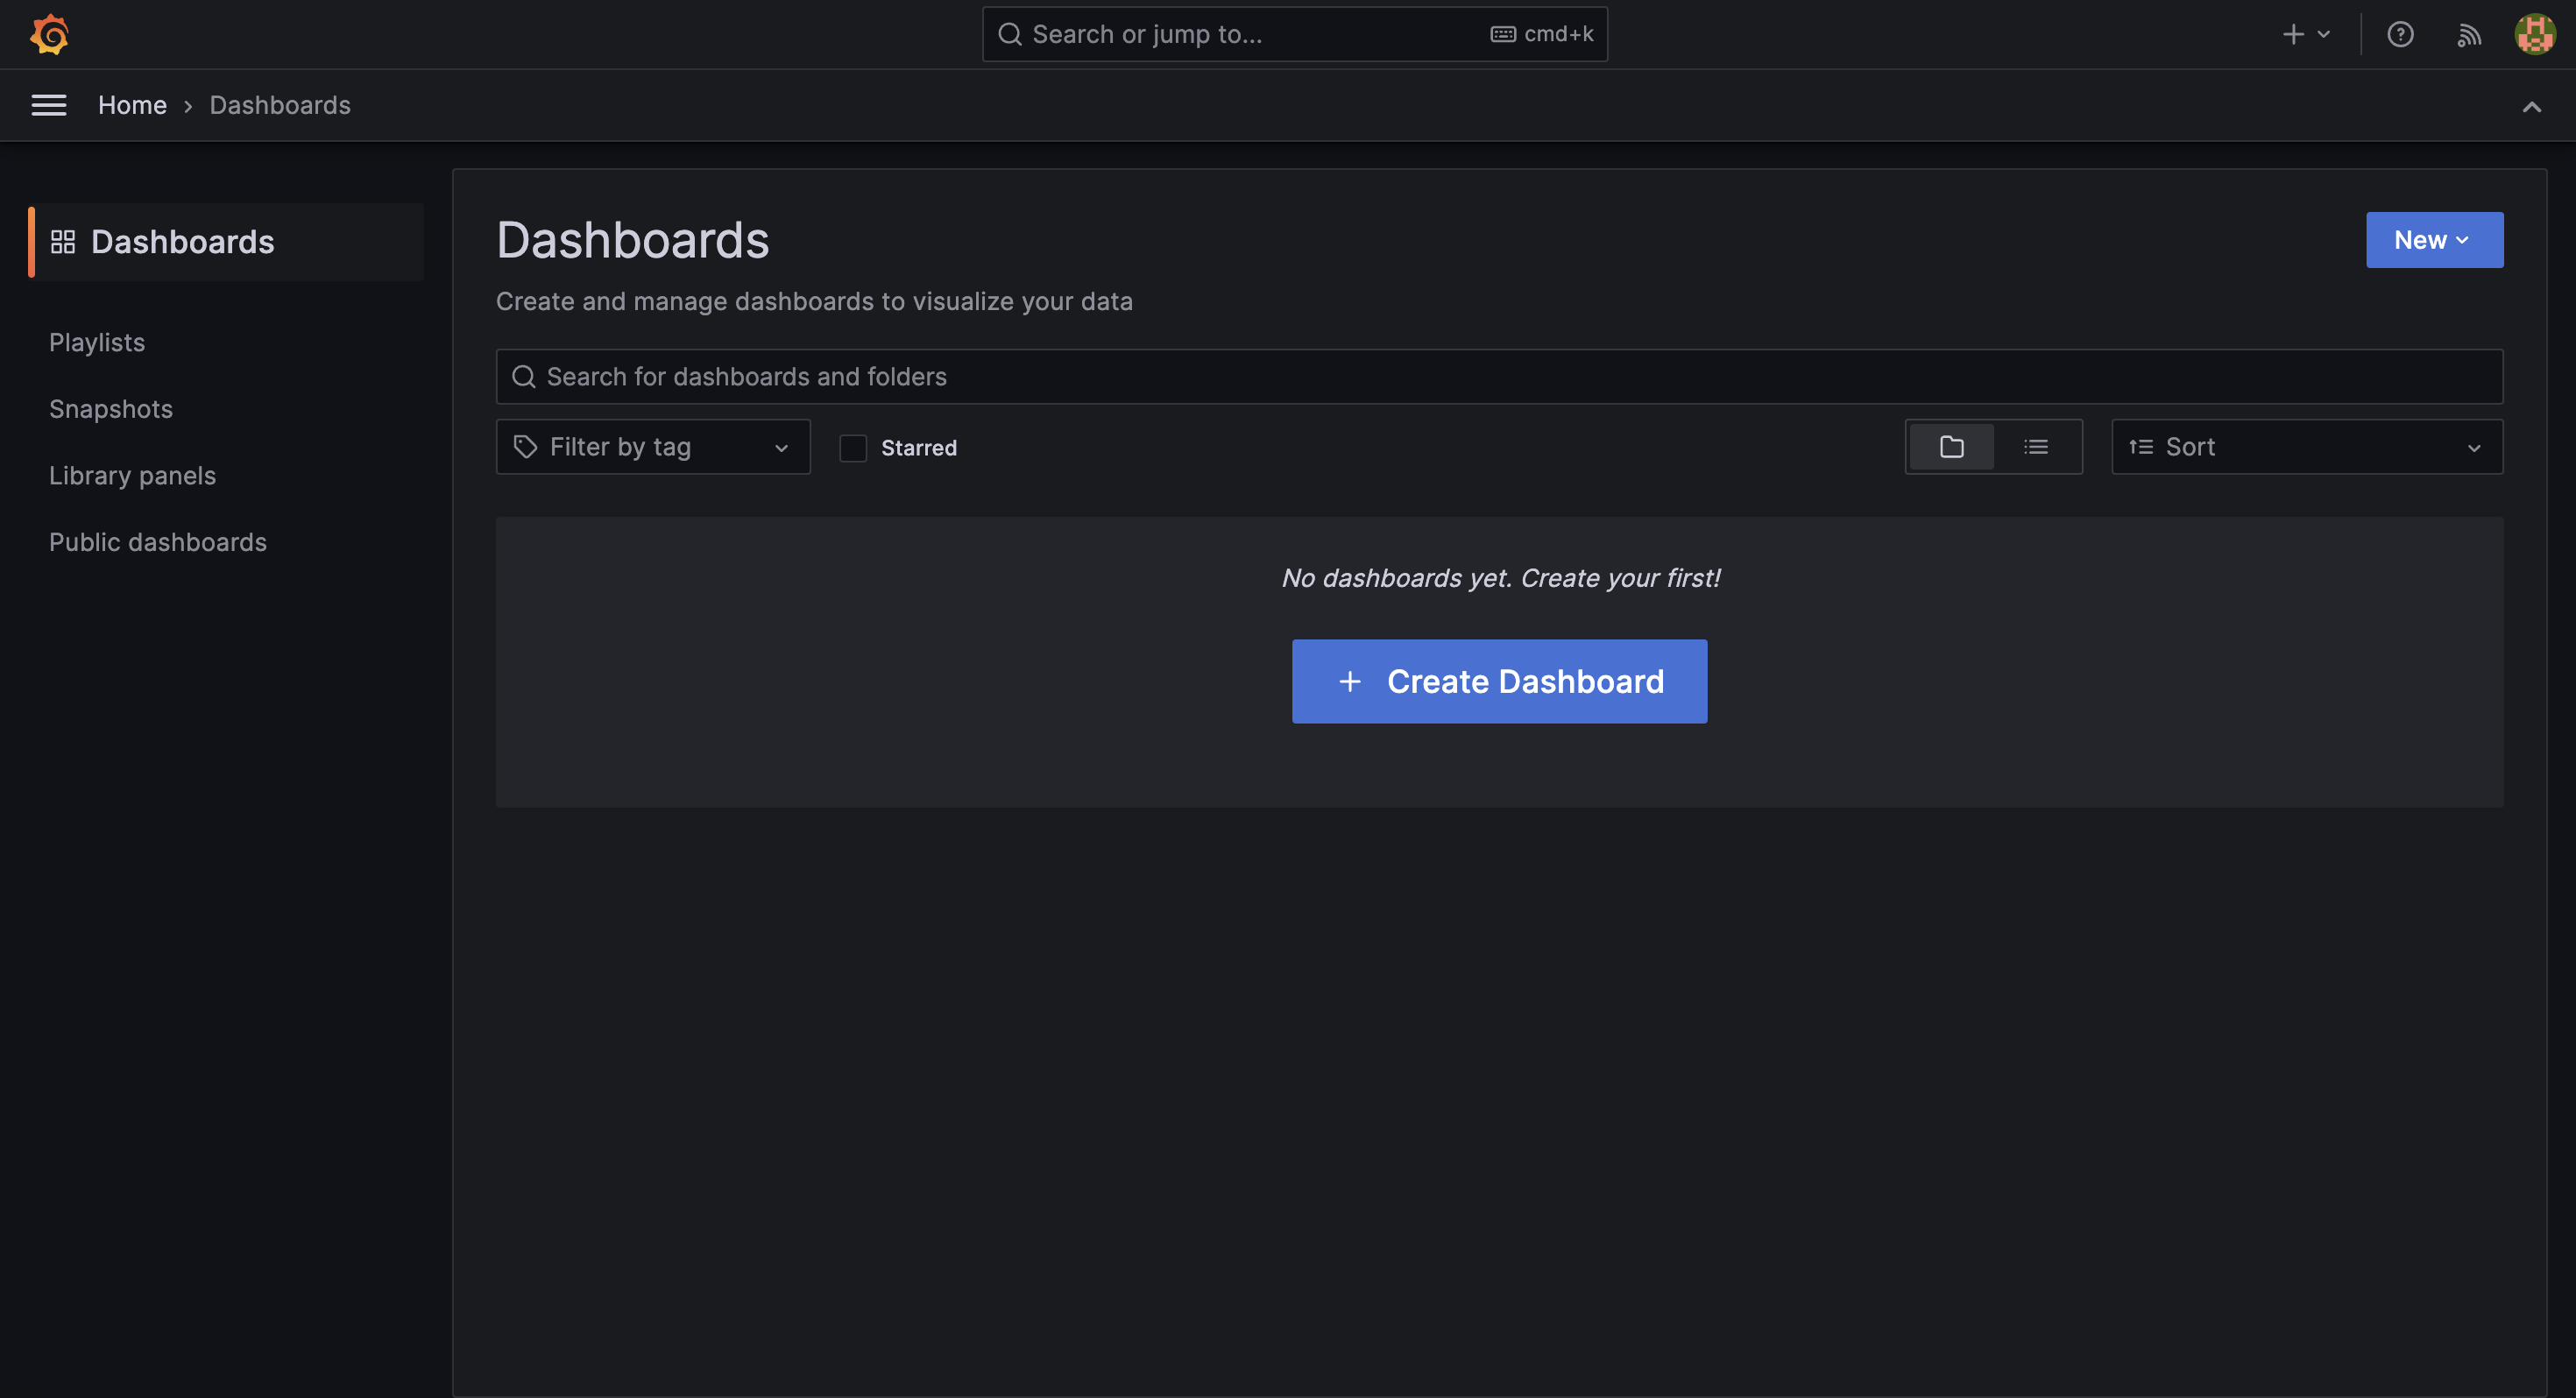 Search or jump to...
cmd+k
Home
Dashboards
Dashboards
Playlists
Snapshots
Library panels
Public dashboards
Dashboards
New
Create and manage dashboards to visualize your data
Search for dashboards and folders
Filter by tag
Starred
Sort
No dashboards yet. Create your first!
Create Dashboard